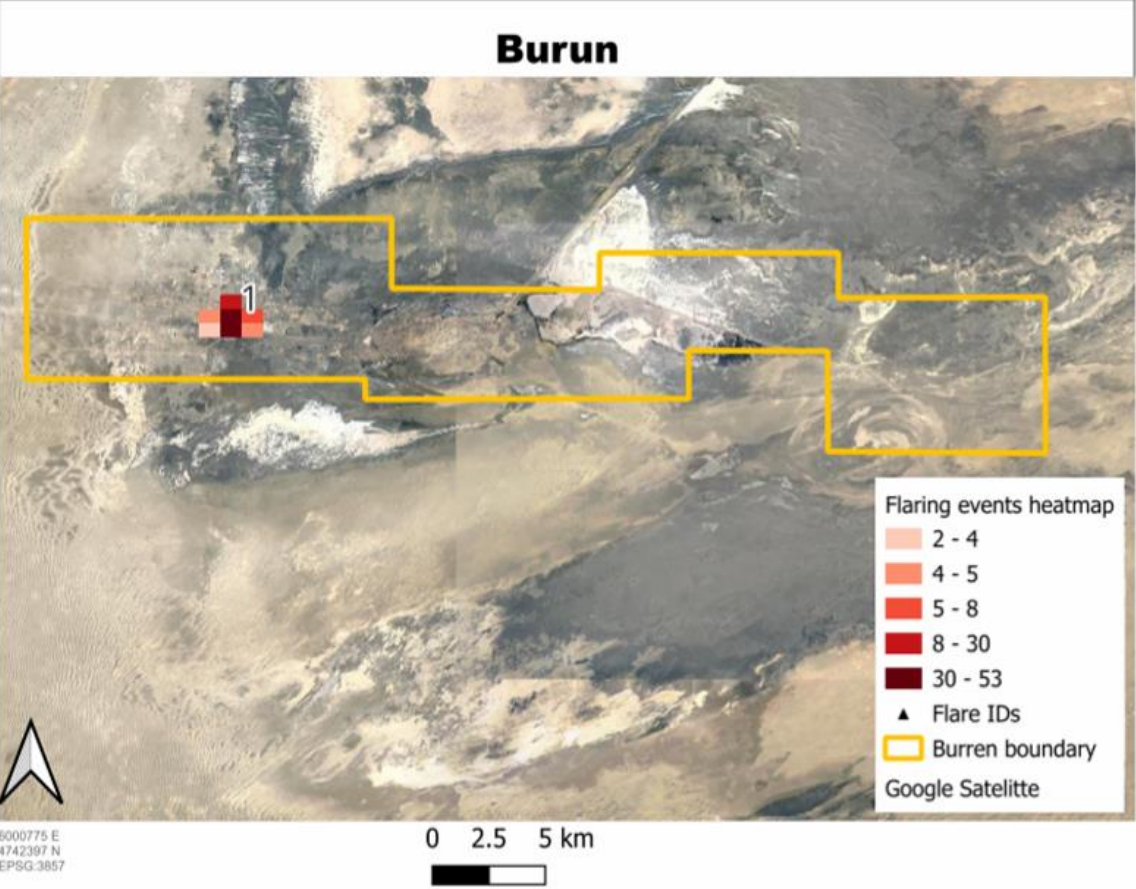 Burun
1
Flaring events heatmap
2 - 4
4 - 5
5 - 8
8 - 30
30 - 53
Flare IDs
Burren boundary
Google Satelitte
6000775 E
4742397 N
EPSG:3857
0 2.5 5 km